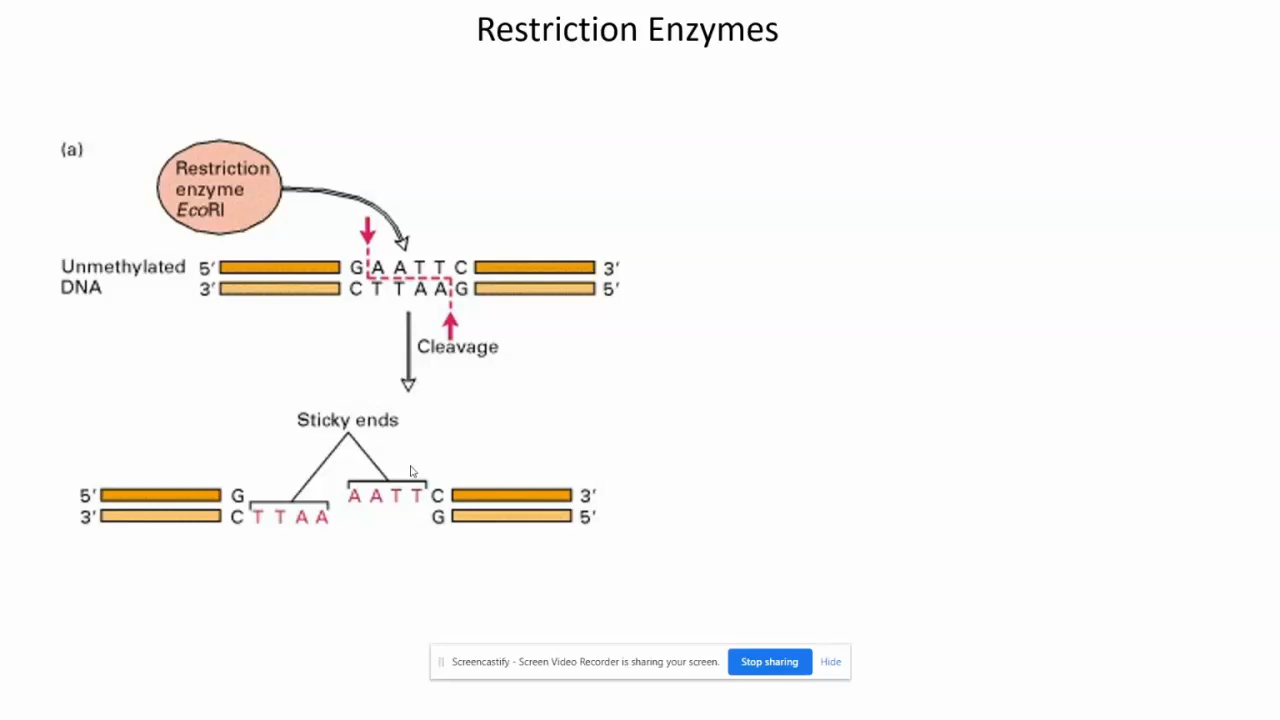 Restriction Enzymes
(a)
Restriction
enzyme
EcoRI
Unmethylated 5′ G A A T T C 3′
DNA 3′ C T T A A G 5′
Cleavage
Sticky ends
5′ G A A T T C 3′
3′ C T T A A G 5′
Screencastify - Screen Video Recorder is sharing your screen. Stop sharing Hide